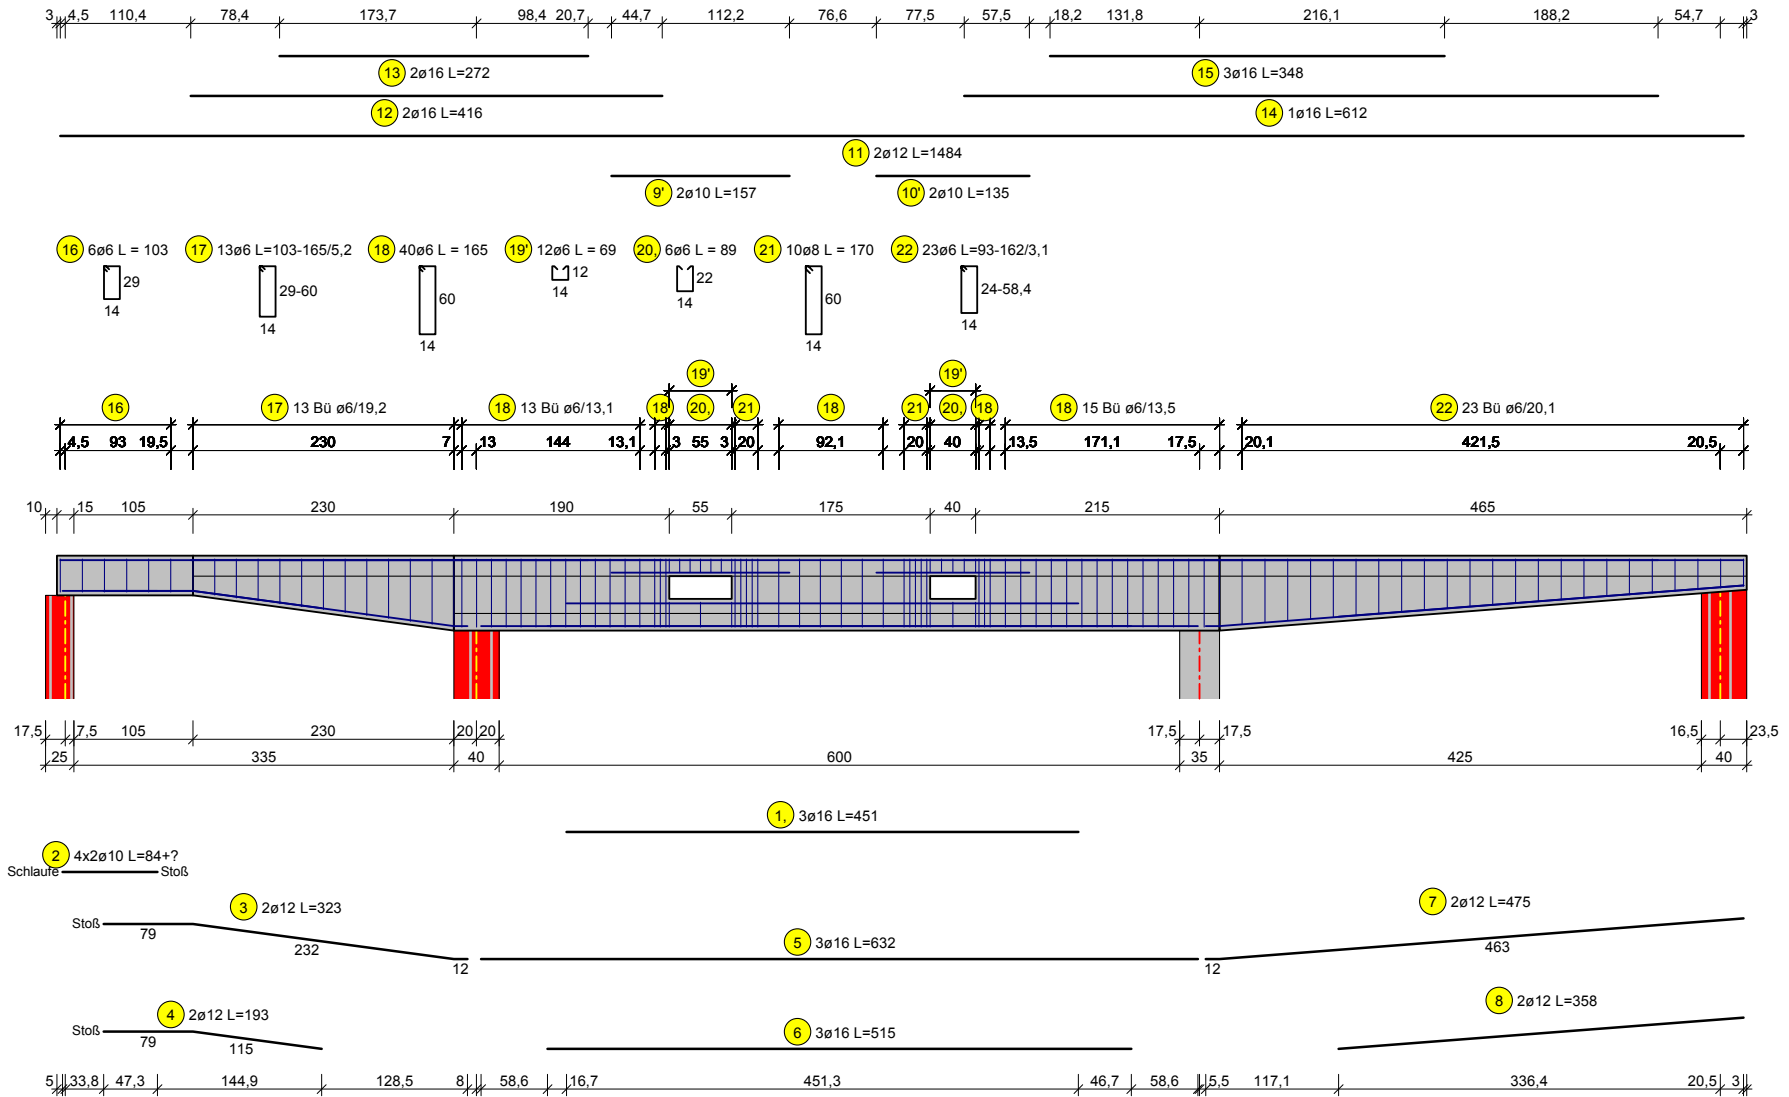 3 4,5 110,4 78,4 173,7 98,4 20,7 44,7 112,2 76,6 77,5 57,5 18,2 131,8 216,1 188,2 54,7 3
13 2ø16 L=272 15 3ø16 L=348
12 2ø16 L=416 14 1ø16 L=612
11 2ø12 L=1484
9' 2ø10 L=157 10' 2ø10 L=135
16 6ø6 L = 103 17 13ø6 L=103-165/5,2 18 40ø6 L = 165 19' 12ø6 L = 69 20, 6ø6 L = 89 21 10ø8 L = 170 22 23ø6 L=93-162/3,1
29 29-60 60 12 22 60 24-58,4
14 14 14 14 14 14 14
19' 19'
16 17 13 Bü ø6/19,2 18 13 Bü ø6/13,1 18 20, 21 18 21 20, 18 18 15 Bü ø6/13,5 22 23 Bü ø6/20,1
4,5 93 19,5 230 7 13 144 13,1 3 55 3 20 92,1 20 40 13,5 171,1 17,5 20,1 421,5 20,5
10 15 105 230 190 55 175 40 215 465
17,5 7,5 105 230 20 20 17,5 17,5 16,5 23,5
25 335 40 600 35 425 40
1, 3ø16 L=451
2 4x2ø10 L=84+?
Schlaufe Stoß
3 2ø12 L=323 7 2ø12 L=475
Stoß 79 232 12 5 3ø16 L=632 12 463
4 2ø12 L=193 8 2ø12 L=358
Stoß 79 115 6 3ø16 L=515
5 33,8 47,3 144,9 128,5 8 58,6 16,7 451,3 46,7 58,6 5,5 117,1 336,4 20,5 3